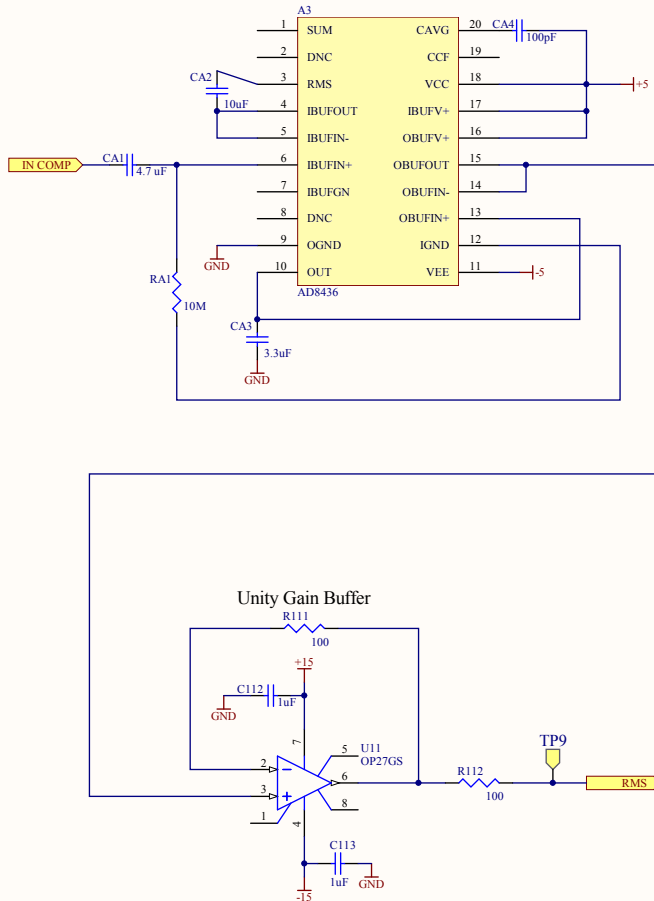 A3
1 SUM CAVG 20 CA4
100pF
2 DNC CCF 19
CA2
3 RMS VCC 18 +5
10uF
4 IBUFOUT IBUFV+ 17
5 IBUFIN- OBUFV+ 16
IN COMP CA1 4.7 uF 6 IBUFIN+ OBUFOUT 15
7 IBUFGN OBUFIN- 14
8 DNC OBUFIN+ 13
GND 9 OGND IGND 12
RA1 10 OUT VEE 11 -5
10M
AD8436
CA3
3.3uF
GND
Unity Gain Buffer
R111
100
+15
C112
1uF
GND
7 5 U11
OP27GS
2 - 6
3 + 8
1 4
TP9
R112
100
RMS
C113
1uF
GND
-15